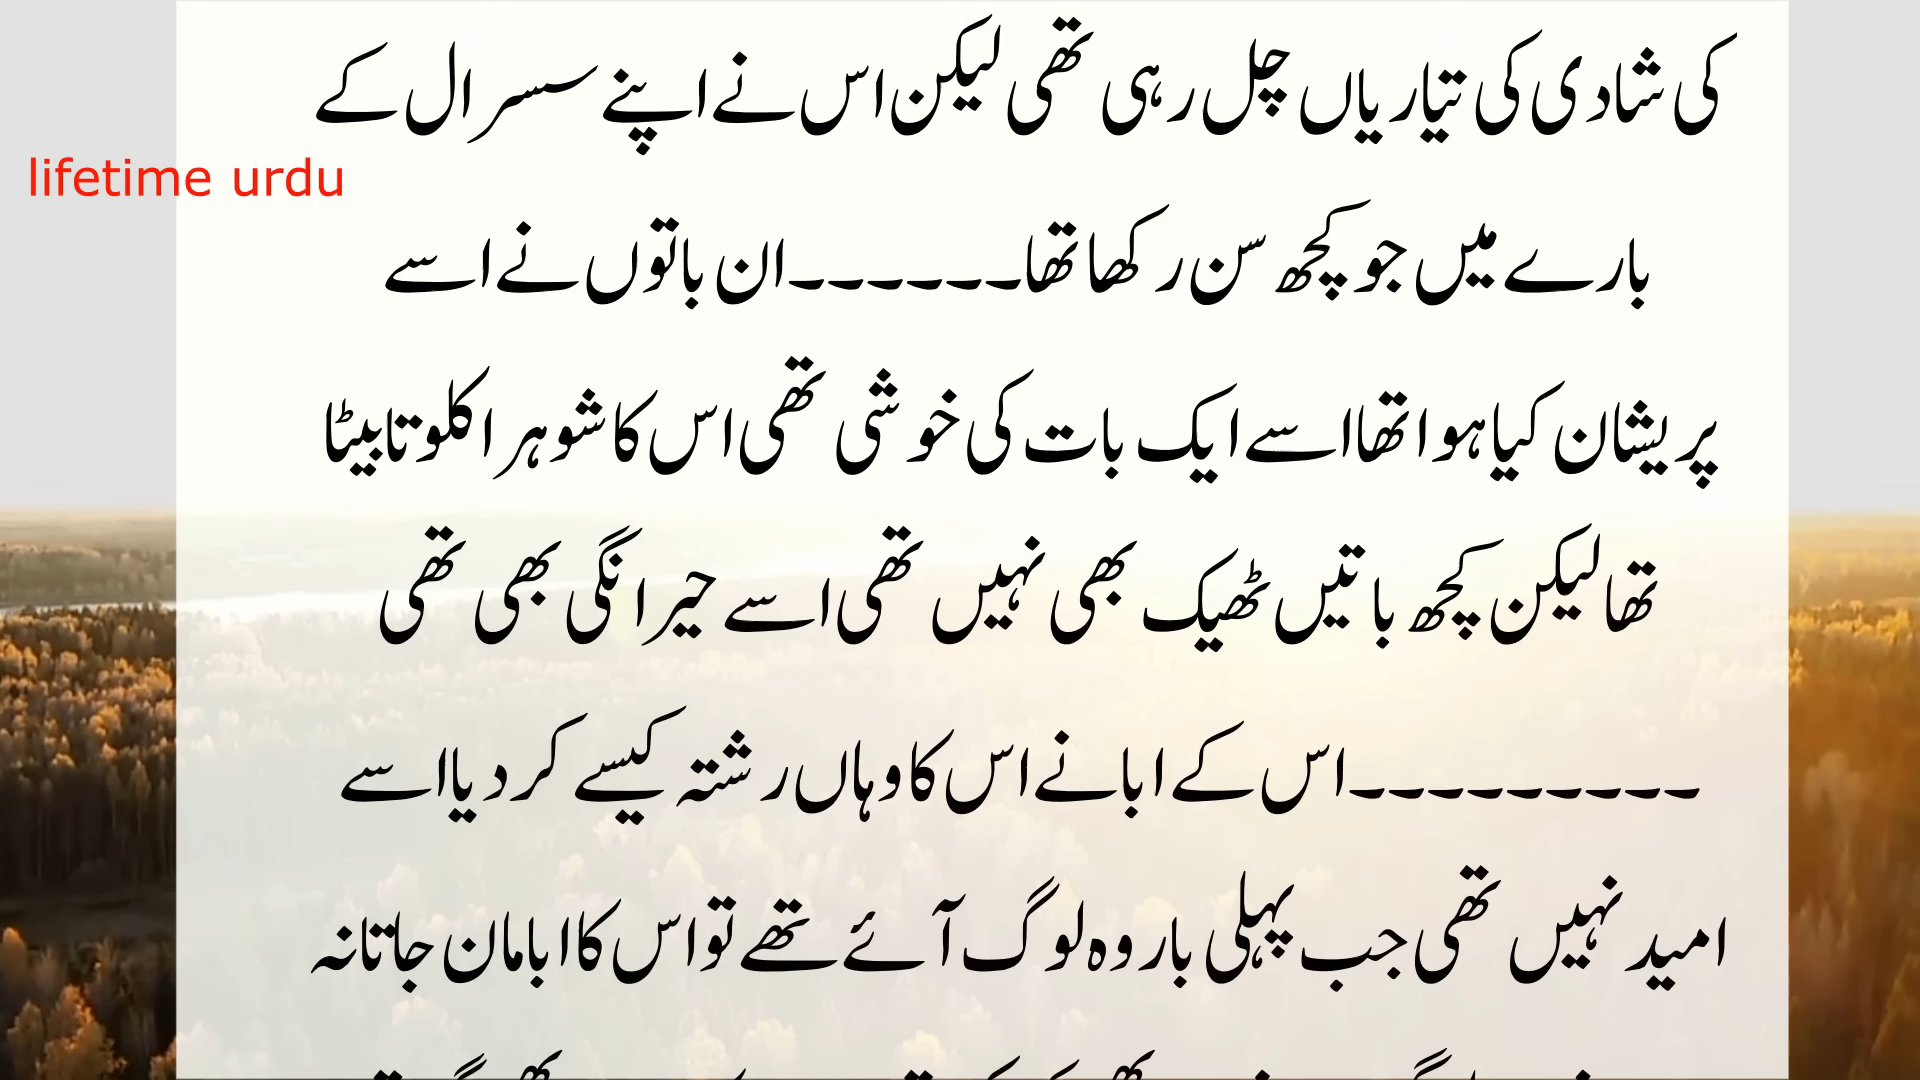 کی شادی کی تیاریاں چل رہی تھی لیکن اس نے اپنے سسرال کے
lifetime urdu
بارے میں جو کچھ سن رکھا تھا۔۔۔۔۔۔ان باتوں نے اسے
پریشان کیا ہوا تھا اسے ایک بات کی خوشی تھی اس کا شوہر اکلوتا بیٹا
تھا لیکن کچھ باتیں ٹھیک بھی نہیں تھی اسے حیرانگی بھی تھی
۔۔۔۔۔۔۔۔۔اس کے ابا نے اس کا وہاں رشتہ کیسے کر دیا اسے
امید نہیں تھی جب پہلی بار وہ لوگ آئے تھے تو اس کا ابا مان جاتا نہ